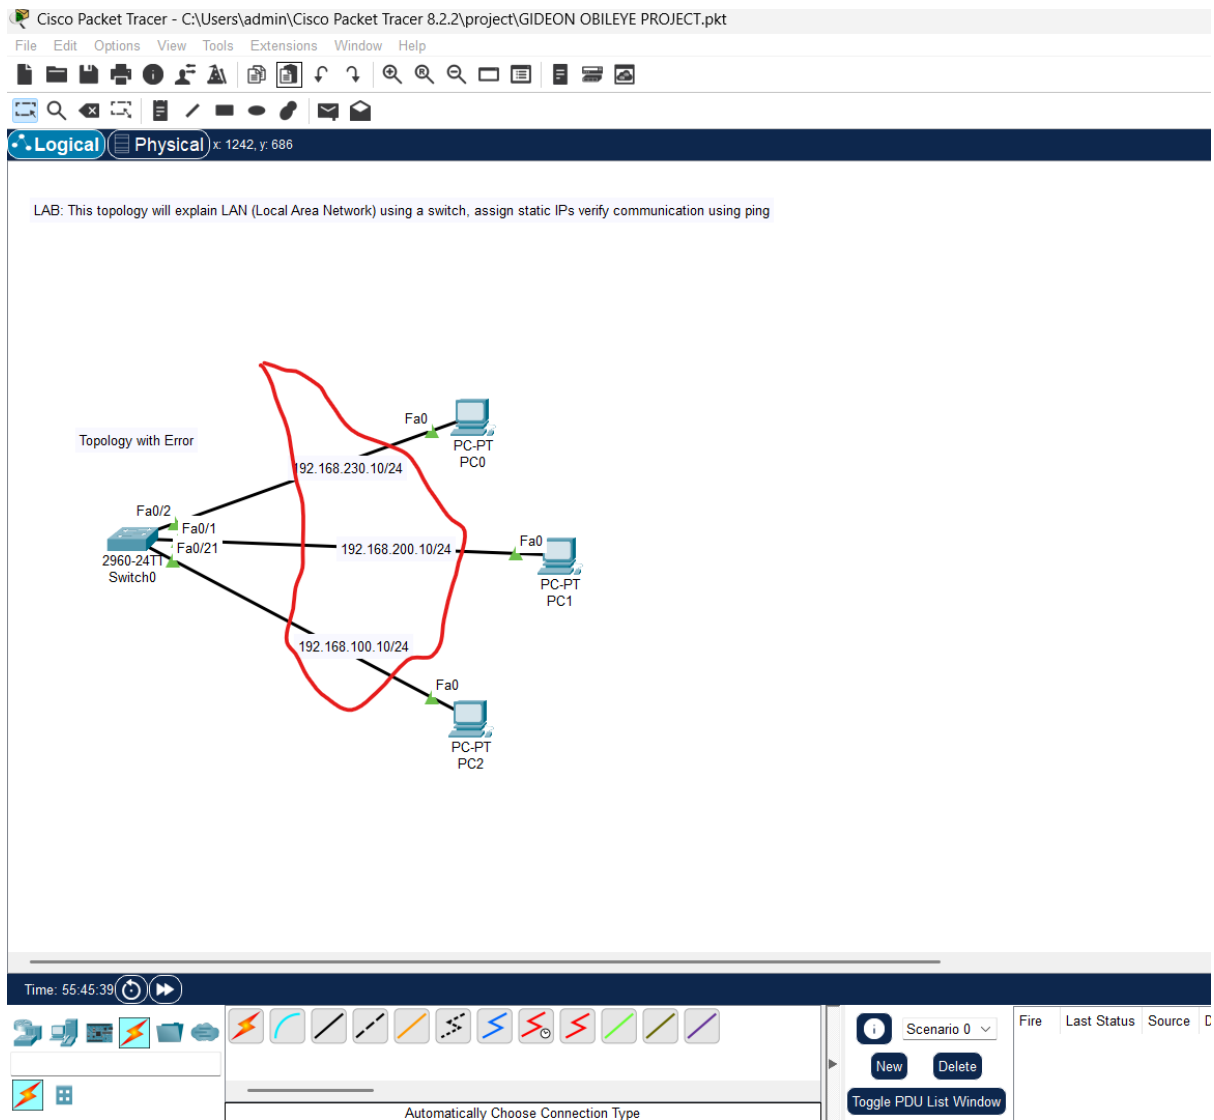 Cisco Packet Tracer - C:\Users\admin\Cisco Packet Tracer 8.2.2\project\GIDEON OBILEYE PROJECT.pkt
File Edit Options View Tools Extensions Window Help
Logical Physical x: 1242, y: 686
LAB: This topology will explain LAN (Local Area Network) using a switch, assign static IPs verify communication using ping
Fa0
Topology with Error
PC-PT
PC0
192.168.230.10/24
Fa0/2
Fa0/1
Fa0
192.168.200.10/24
Fa0/21
2960-24TT
Switch0
PC-PT
PC1
192.168.100.10/24
Fa0
PC-PT
PC2
Time: 55:45:39
Scenario 0
Fire Last Status Source D
New Delete
Toggle PDU List Window
Automatically Choose Connection Type